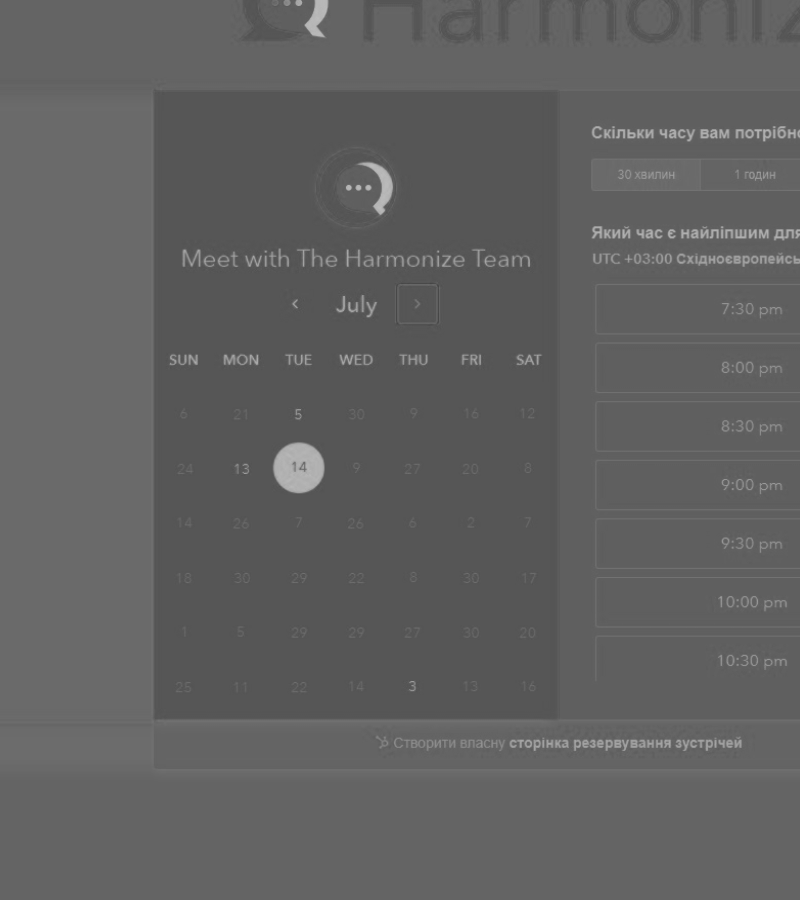 Harmoniz
Meet with The Harmonize Team
July
SUN MON TUE WED THU FRI SAT
6 21 5 30 9 16 12
24 13 14 9 27 20 8
14 26 7 26 6 2 7
18 30 29 22 8 30 17
1 5 29 29 27 30 20
25 11 22 14 3 13 16
Скільки часу вам потрібно
30 хвилин 1 годин
Який час є найліпшим для
UTC +03:00 Східноєвропейсь
7:30 pm
8:00 pm
8:30 pm
9:00 pm
9:30 pm
10:00 pm
10:30 pm
Створити власну сторінка резервування зустрічей